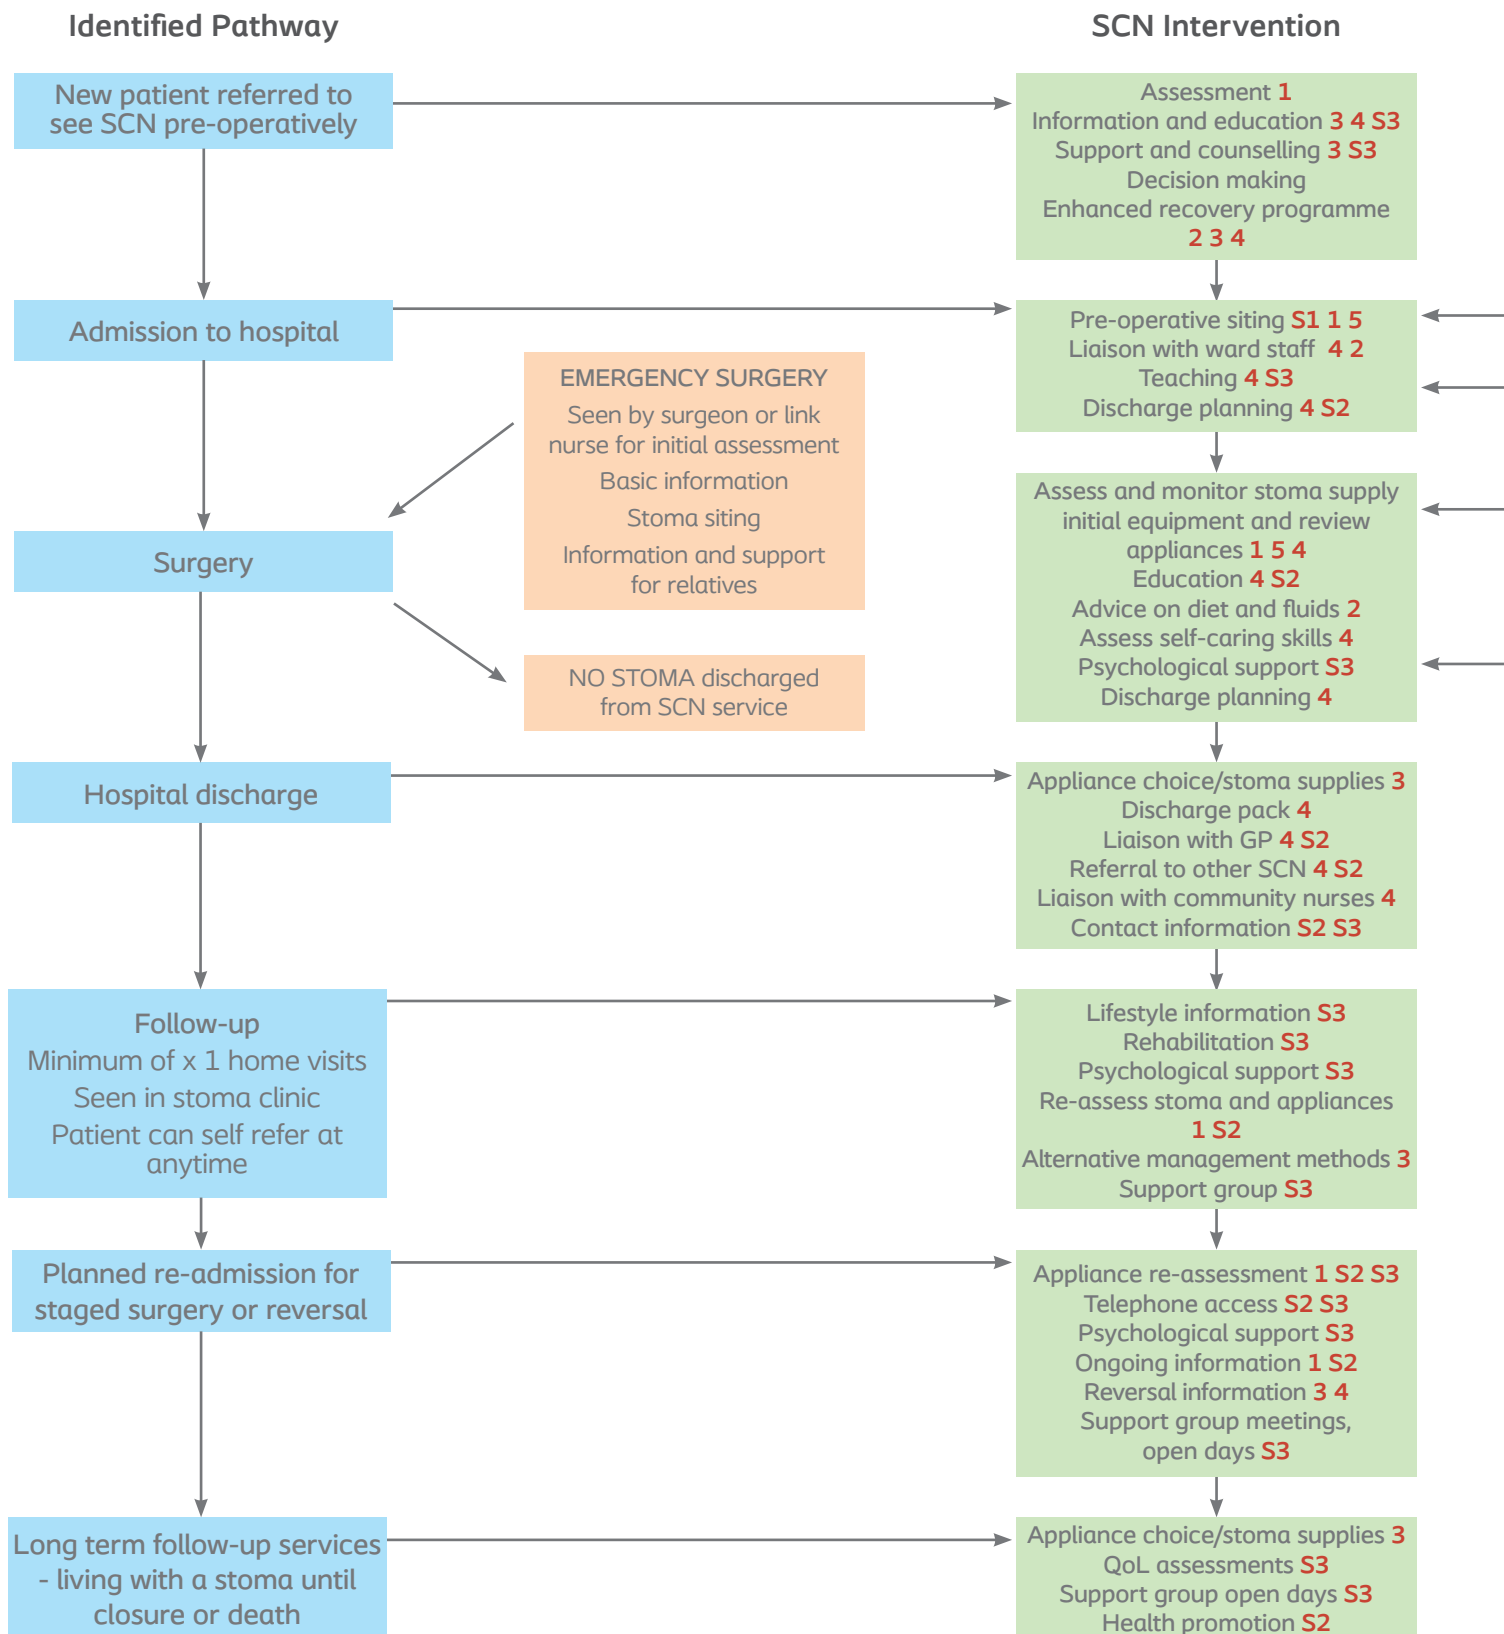 Identified Pathway
New patient referred to
see SCN pre-operatively
Admission to hospital
Surgery
Hospital discharge
Follow-up
Minimum of x 1 home visits
Seen in stoma clinic
Patient can self refer at
anytime
Planned re-admission for
staged surgery or reversal
Long term follow-up services
- living with a stoma until
closure or death
EMERGENCY SURGERY
Seen by surgeon or link
nurse for initial assessment
Basic information
Stoma siting
Information and support
for relatives
NO STOMA discharged
from SCN service
SCN Intervention
Assessment 1
Information and education 3 4 S3
Support and counselling 3 S3
Decision making
Enhanced recovery programme
2 3 4
Pre-operative siting S1 1 5
Liaison with ward staff 4 2
Teaching 4 S3
Discharge planning 4 S2
Assess and monitor stoma supply
initial equipment and review
appliances 1 5 4
Education 4 S2
Advice on diet and fluids 2
Assess self-caring skills 4
Psychological support S3
Discharge planning 4
Appliance choice/stoma supplies 3
Discharge pack 4
Liaison with GP 4 S2
Referral to other SCN 4 S2
Liaison with community nurses 4
Contact information S2 S3
Lifestyle information S3
Rehabilitation S3
Psychological support S3
Re-assess stoma and appliances
1 S2
Alternative management methods 3
Support group S3
Appliance re-assessment 1 S2 S3
Telephone access S2 S3
Psychological support S3
Ongoing information 1 S2
Reversal information 3 4
Support group meetings,
open days S3
Appliance choice/stoma supplies 3
QoL assessments S3
Support group open days S3
Health promotion S2